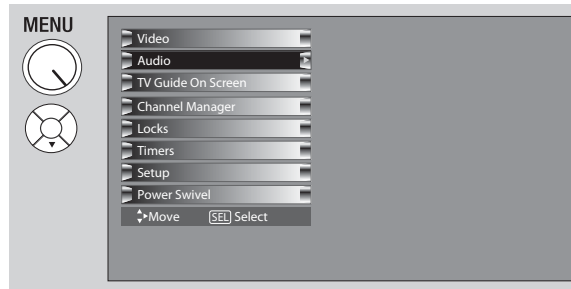 MENU
Video
Audio
TV Guide On Screen
Channel Manager
Locks
Timers
Setup
Power Swivel
Move SEL Select